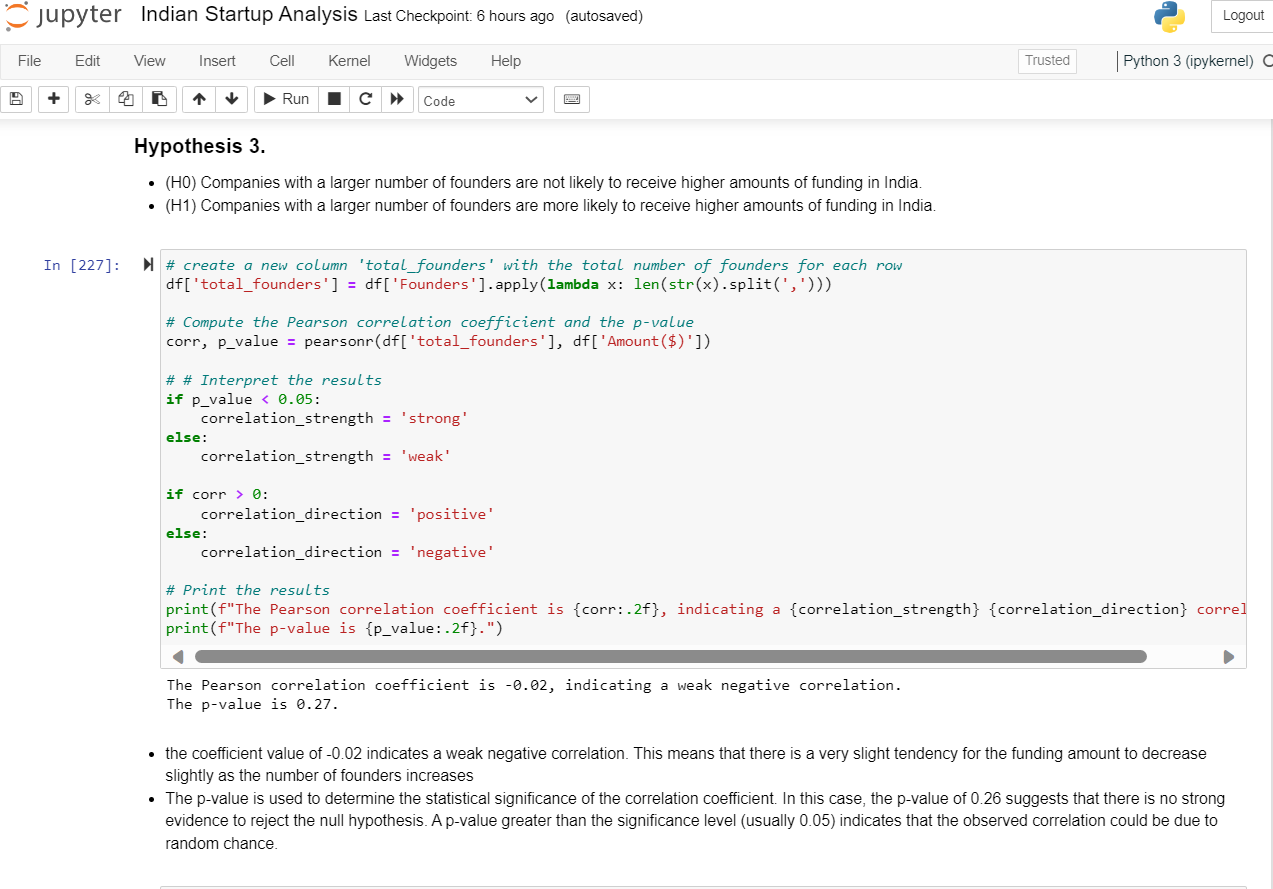 jupyter Indian Startup Analysis Last Checkpoint: 6 hours ago (autosaved) Logout
File Edit View Insert Cell Kernel Widgets Help Trusted Python 3 (ipykernel)
Run Code
Hypothesis 3.
• (H0) Companies with a larger number of founders are not likely to receive higher amounts of funding in India.
• (H1) Companies with a larger number of founders are more likely to receive higher amounts of funding in India.
In [227]:
# create a new column 'total_founders' with the total number of founders for each row
df['total_founders'] = df['Founders'].apply(lambda x: len(str(x).split(',')))
# Compute the Pearson correlation coefficient and the p-value
corr, p_value = pearsonr(df['total_founders'], df['Amount($)'])
# # Interpret the results
if p_value < 0.05:
    correlation_strength = 'strong'
else:
    correlation_strength = 'weak'
if corr > 0:
    correlation_direction = 'positive'
else:
    correlation_direction = 'negative'
# Print the results
print(f"The Pearson correlation coefficient is {corr:.2f}, indicating a {correlation_strength} {correlation_direction} correl
print(f"The p-value is {p_value:.2f}.")
The Pearson correlation coefficient is -0.02, indicating a weak negative correlation.
The p-value is 0.27.
• the coefficient value of -0.02 indicates a weak negative correlation. This means that there is a very slight tendency for the funding amount to decrease
slightly as the number of founders increases
• The p-value is used to determine the statistical significance of the correlation coefficient. In this case, the p-value of 0.26 suggests that there is no strong
evidence to reject the null hypothesis. A p-value greater than the significance level (usually 0.05) indicates that the observed correlation could be due to
random chance.